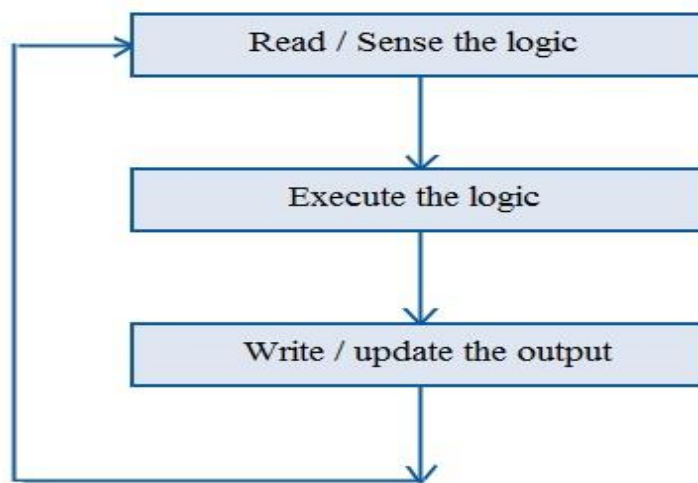 Read / Sense the logic
Execute the logic
Write / update the output